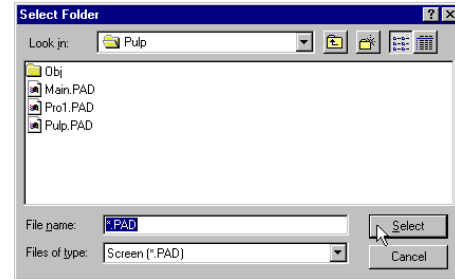 Select Folder
Look in: Pulp
Obj
Main.PAD
Pro1.PAD
Pulp.PAD
File name: *.PAD Select
Files of type: Screen (*.PAD) Cancel